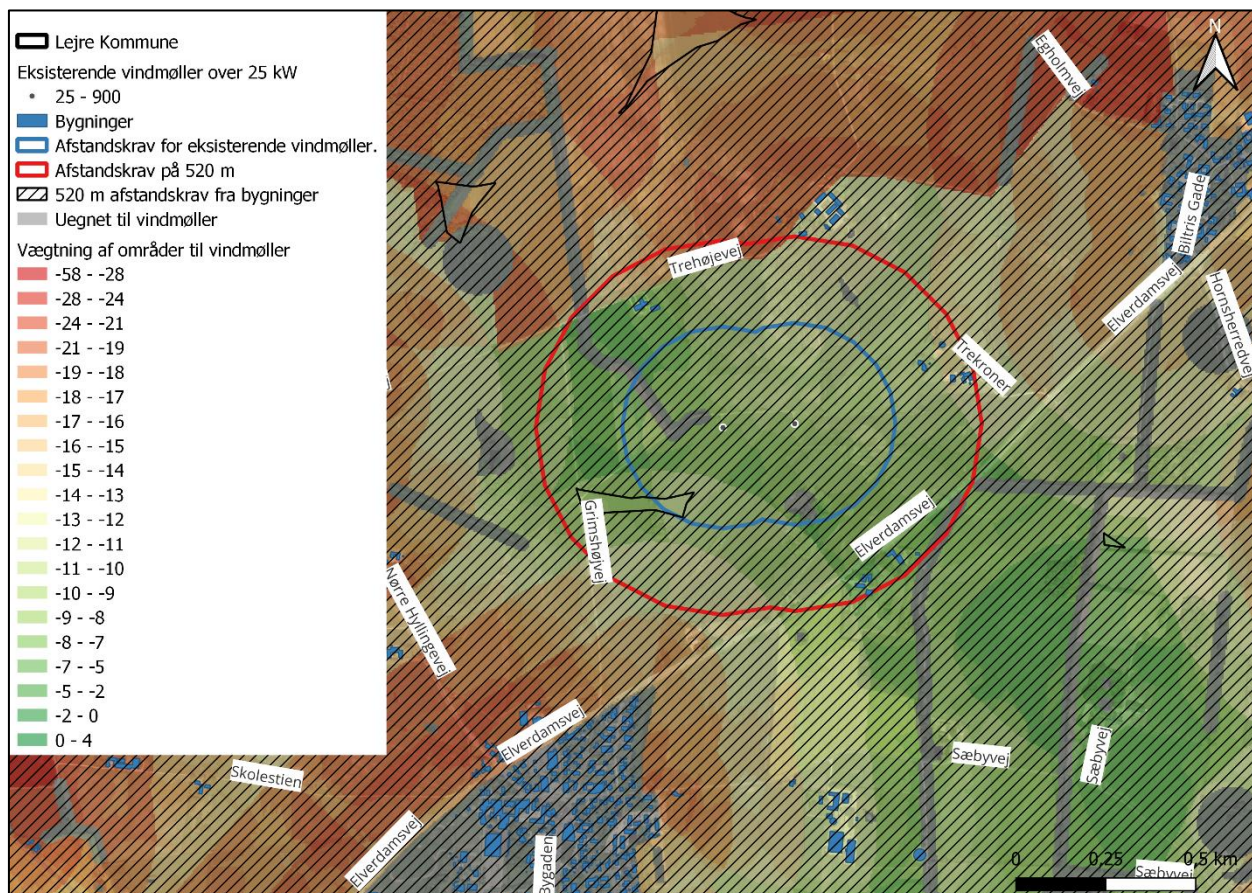 Lejre Kommune
Eksisterende vindmøller over 25 kW
25 - 900
Bygninger
Afstandskrav for eksisterende vindmøller.
Afstandskrav på 520 m
520 m afstandskrav fra bygninger
Uegnet til vindmøller
Vægtning af områder til vindmøller
-58 - -28
-28 - -24
-24 - -21
-21 - -19
-19 - -18
-18 - -17
-17 - -16
-16 - -15
-15 - -14
-14 - -13
-13 - -12
-12 - -11
-11 - -10
-10 - -9
-9 - -8
-8 - -7
-7 - -5
-5 - -2
-2 - 0
0 - 4
N
Egholmvej
Biltris Gade
Elverdamsvej
Hornsherredvej
Trehøjevej
Trekroner
Grimshøjvej
Elverdamsvej
Nørre Hyllingevej
Elverdamsvej
Skolestien
Elverdamsvej
Bygaden
Sæbyvej
Sæbyvej
Sæbyvej
0 0,25 0,5 km